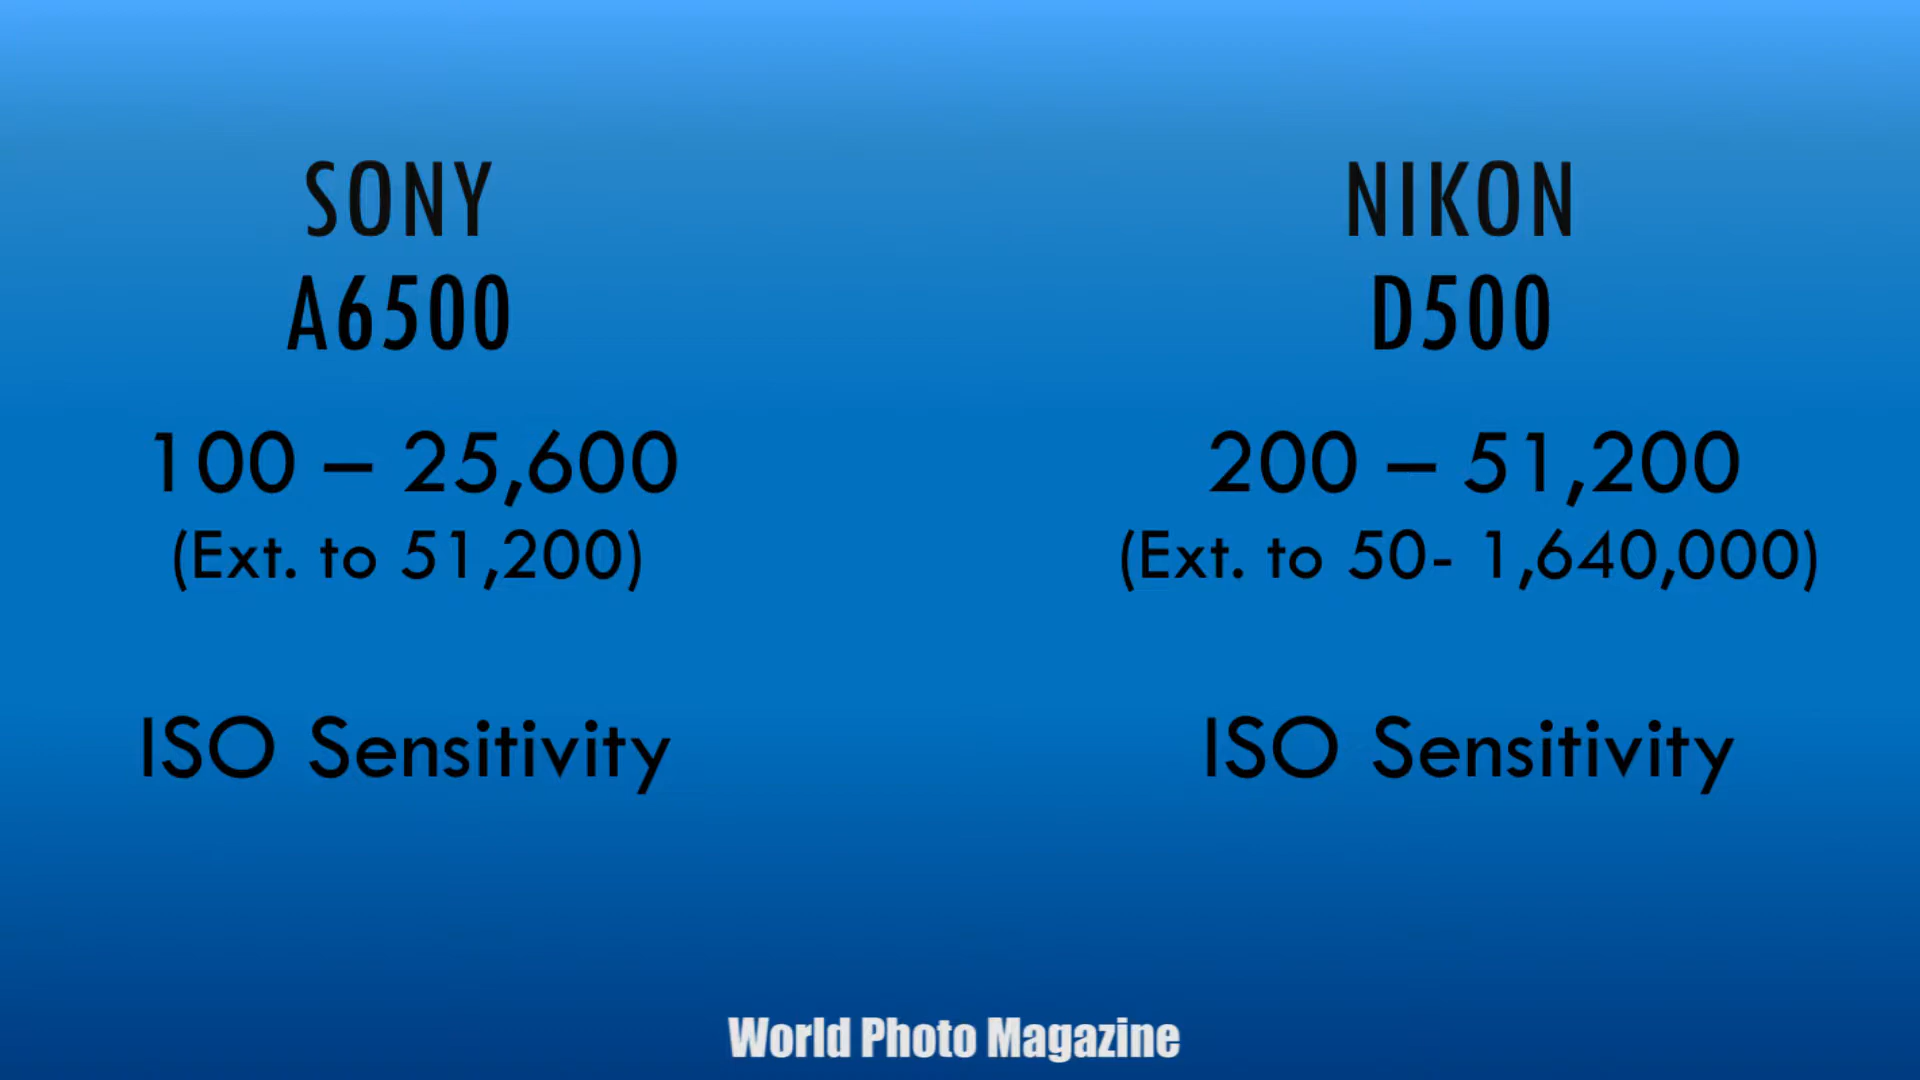 SONY
A6500
100 – 25,600
(Ext. to 51,200)
ISO Sensitivity
NIKON
D500
200 – 51,200
(Ext. to 50- 1,640,000)
ISO Sensitivity
World Photo Magazine